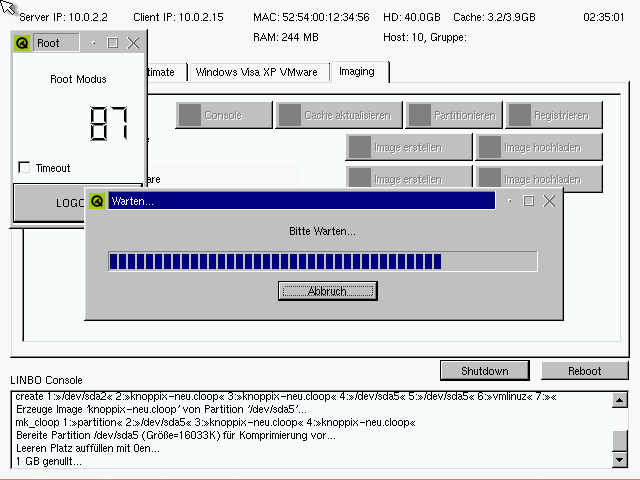 Server IP: 10.0.2.2 Client IP: 10.0.2.15 MAC: 52:54:00:12:34:56 HD: 40.0GB Cache: 3.2/3.9GB 02:35:01
RAM: 244 MB Host: 10, Gruppe:
Root
Root Modus
87
Timeout
LOGO
timate
Windows Visa XP VMware
Imaging
Console
Cache aktualisieren
Partitionieren
Registrieren
e
Image erstellen
Image hochladen
are
Image erstellen
Image hochladen
Warten...
Bitte Warten...
Abbruch
Shutdown
Reboot
LINBO Console
create 1:»/dev/sda2« 2:»knoppix-neu.cloop« 3:»knoppix-neu.cloop« 4:»/dev/sda5« 5:»/dev/sda5« 6:»vmlinuz« 7:»«
Erzeuge Image 'knoppix-neu.cloop' von Partition '/dev/sda5'...
mk_cloop 1:»partition« 2:»/dev/sda5« 3:»knoppix-neu.cloop« 4:»knoppix-neu.cloop«
Bereite Partition /dev/sda5 (Größe=16033K) für Komprimierung vor...
Leeren Platz auffüllen mit 0en...
1 GB genullt...